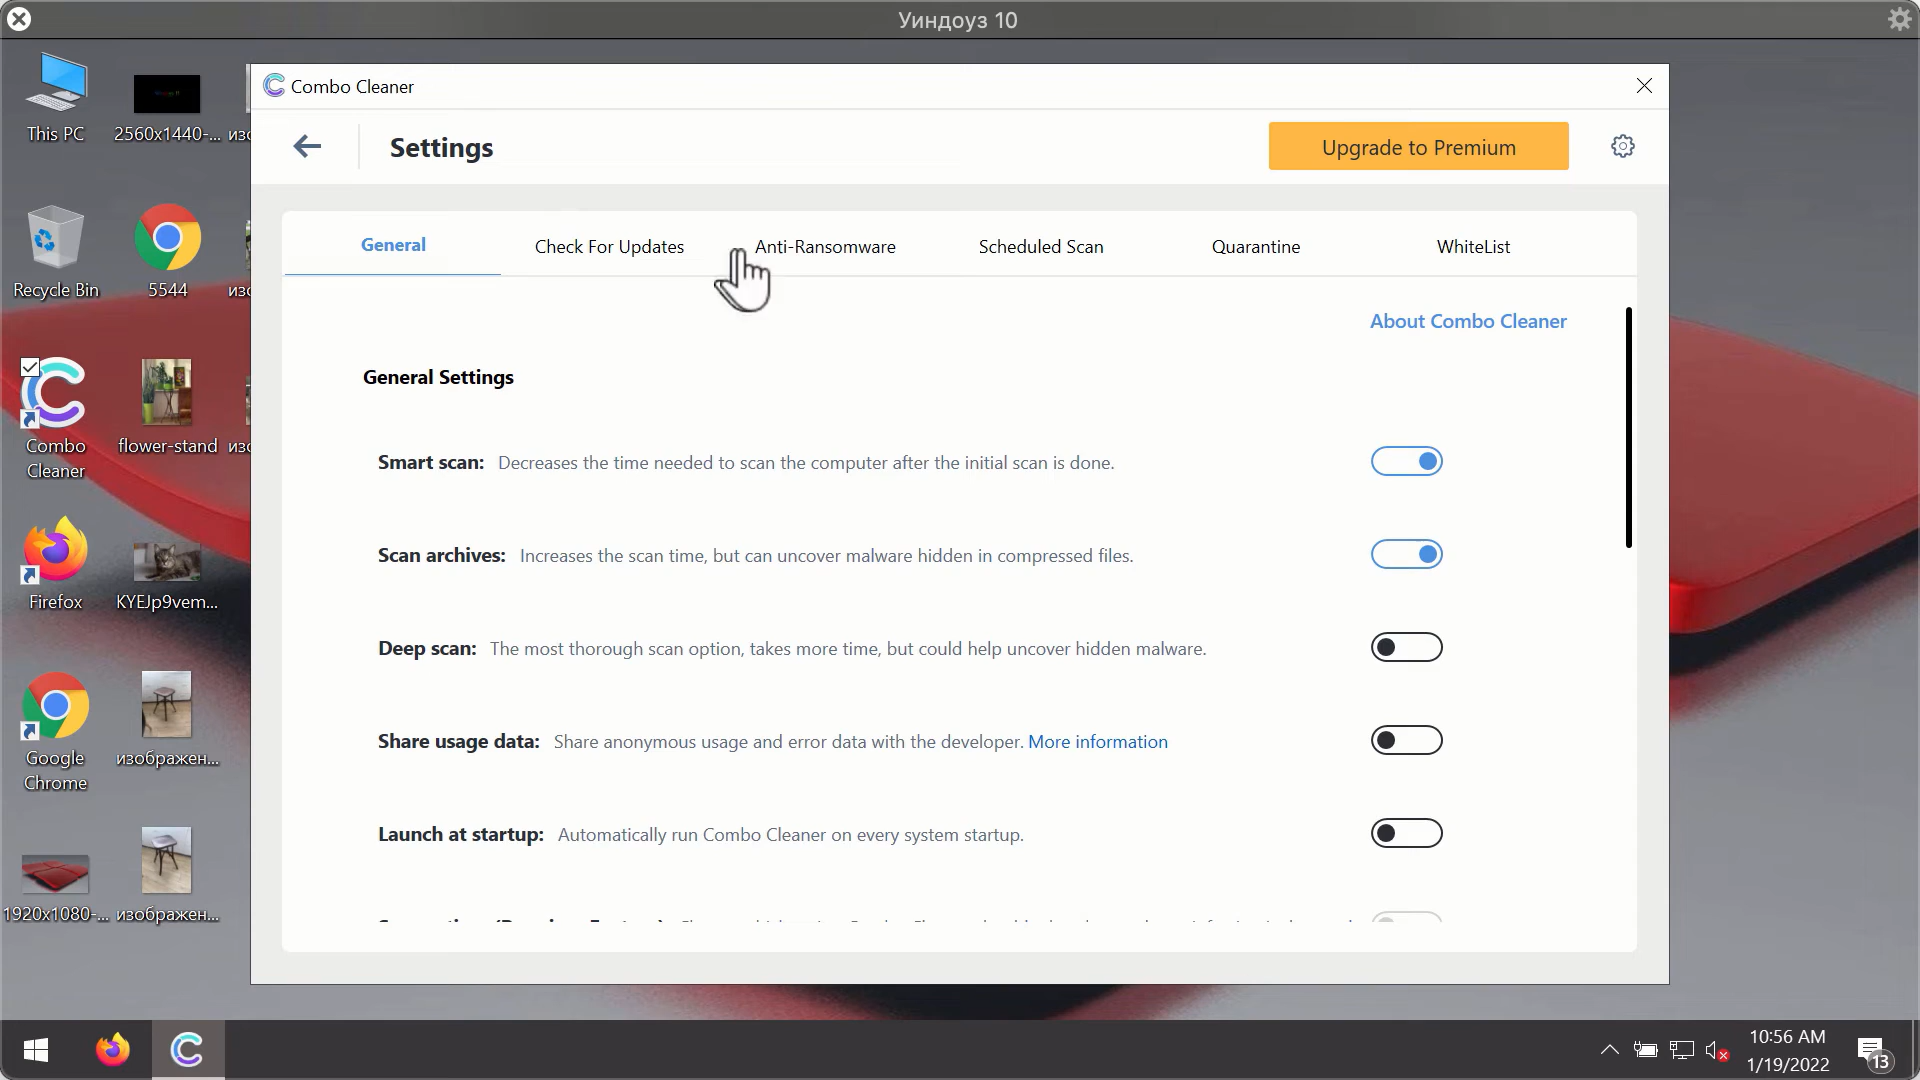 Уиндоуз 10
This PC
2560x1440-...
изо
Recycle Bin
5544
изо
Combo
Cleaner
flower-stand
изо
Firefox
KYEJp9vem...
Google
Chrome
изображен...
1920x1080-...
изображен...
Combo Cleaner
Settings
Upgrade to Premium
General
Check For Updates
Anti-Ransomware
Scheduled Scan
Quarantine
WhiteList
About Combo Cleaner
General Settings
Smart scan: Decreases the time needed to scan the computer after the initial scan is done.
Scan archives: Increases the scan time, but can uncover malware hidden in compressed files.
Deep scan: The most thorough scan option, takes more time, but could help uncover hidden malware.
Share usage data: Share anonymous usage and error data with the developer. More information
Launch at startup: Automatically run Combo Cleaner on every system startup.
10:56 AM
1/19/2022
13